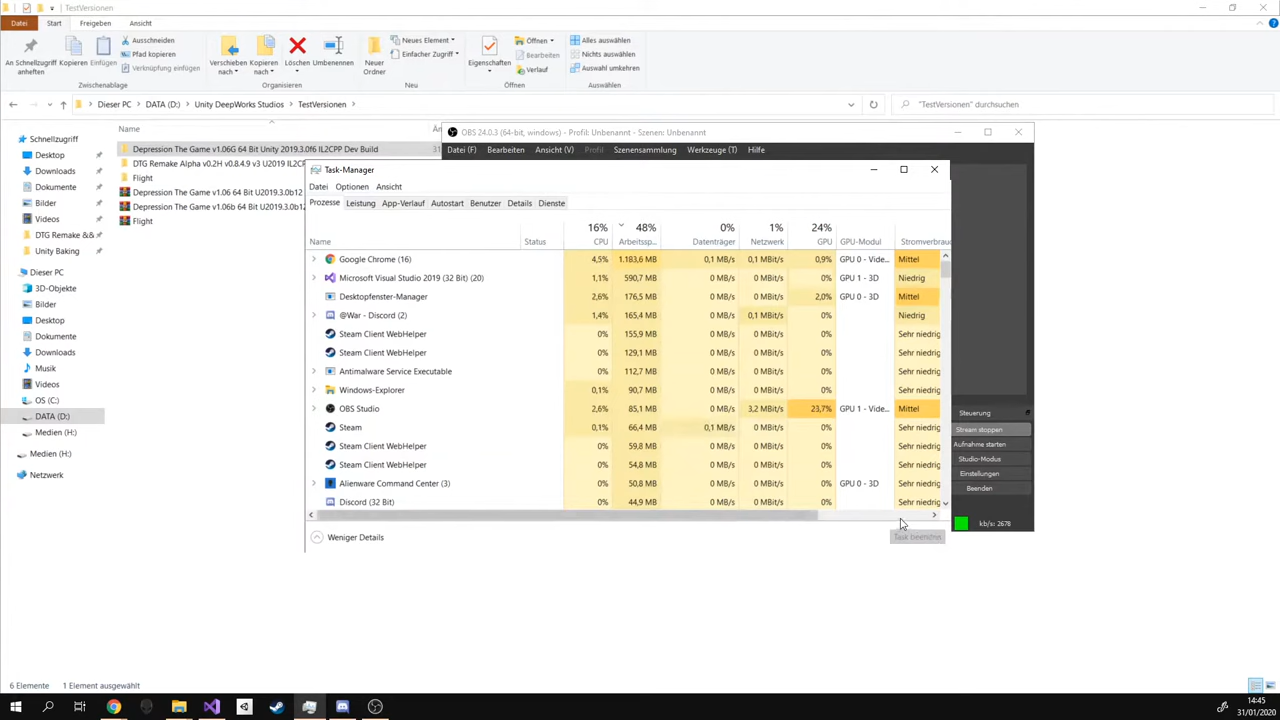 TestVersionen
Datei Start Freigeben Ansicht
An Schnellzugriff anheften
Kopieren
Einfügen
Ausschneiden
Pfad kopieren
Verknüpfung einfügen
Zwischenablage
Verschieben nach
Kopieren nach
Löschen
Umbenennen
Organisieren
Neuer Ordner
Neues Element
Einfacher Zugriff
Neu
Eigenschaften
Öffnen
Bearbeiten
Verlauf
Öffnen
Alles auswählen
Nichts auswählen
Auswahl umkehren
Auswählen
Dieser PC DATA (D:) Unity DeepWorks Studios TestVersionen
"TestVersionen" durchsuchen
Schnellzugriff
Desktop
Downloads
Dokumente
Bilder
Videos
DTG Remake &&
Unity Baking
Dieser PC
3D-Objekte
Bilder
Desktop
Dokumente
Downloads
Musik
Videos
OS (C:)
DATA (D:)
Medien (H:)
Medien (H:)
Netzwerk
Name Än
Depression The Game v1.06G 64 Bit Unity 2019.3.0f6 IL2CPP Dev Build 31
DTG Remake Alpha v0.2H v0.8.4.9 v3 U2019 IL2CPP
Flight
Depression The Game v1.06 64 Bit U2019.3.0b12
Depression The Game v1.06b 64 Bit U2019.3.0b12
Flight
OBS 24.0.3 (64-bit, windows) - Profil: Unbenannt - Szenen: Unbenannt
Datei (F) Bearbeiten Ansicht (V) Profil Szenensammlung Werkzeuge (T) Hilfe
Task-Manager
Datei Optionen Ansicht
Prozesse Leistung App-Verlauf Autostart Benutzer Details Dienste
16% 48% 0% 1% 24%
Name Status CPU Arbeitssp... Datenträger Netzwerk GPU GPU-Modul Stromverbrauc
Google Chrome (16) 4,5% 1.183,6 MB 0,1 MB/s 0,1 MBit/s 0,9% GPU 0 - Vide... Mittel
Microsoft Visual Studio 2019 (32 Bit) (20) 1,1% 590,7 MB 0 MB/s 0 MBit/s 0% GPU 1 - 3D Niedrig
Desktopfenster-Manager 2,6% 176,5 MB 0 MB/s 0 MBit/s 2,0% GPU 0 - 3D Mittel
@War - Discord (2) 1,4% 165,4 MB 0 MB/s 0,1 MBit/s 0% Niedrig
Steam Client WebHelper 0% 155,9 MB 0 MB/s 0 MBit/s 0% Sehr niedrig
Steam Client WebHelper 0% 129,1 MB 0 MB/s 0 MBit/s 0% Sehr niedrig
Antimalware Service Executable 0% 112,7 MB 0 MB/s 0 MBit/s 0% Sehr niedrig
Windows-Explorer 0,1% 90,7 MB 0 MB/s 0 MBit/s 0% Sehr niedrig
OBS Studio 2,6% 85,1 MB 0 MB/s 3,2 MBit/s 23,7% GPU 1 - Vide... Mittel
Steam 0,1% 66,4 MB 0,1 MB/s 0 MBit/s 0% Sehr niedrig
Steam Client WebHelper 0% 59,8 MB 0 MB/s 0 MBit/s 0% Sehr niedrig
Steam Client WebHelper 0% 54,8 MB 0 MB/s 0 MBit/s 0% Sehr niedrig
Alienware Command Center (3) 0% 50,8 MB 0 MB/s 0 MBit/s 0% GPU 0 - 3D Sehr niedrig
Discord (32 Bit) 0% 44,9 MB 0 MB/s 0 MBit/s 0% Sehr niedrig
Weniger Details
Task beenden
Steuerung
Stream stoppen
Aufnahme starten
Studio-Modus
Einstellungen
Beenden
kb/s: 2678
6 Elemente 1 Element ausgewählt
14:45
31/01/2020